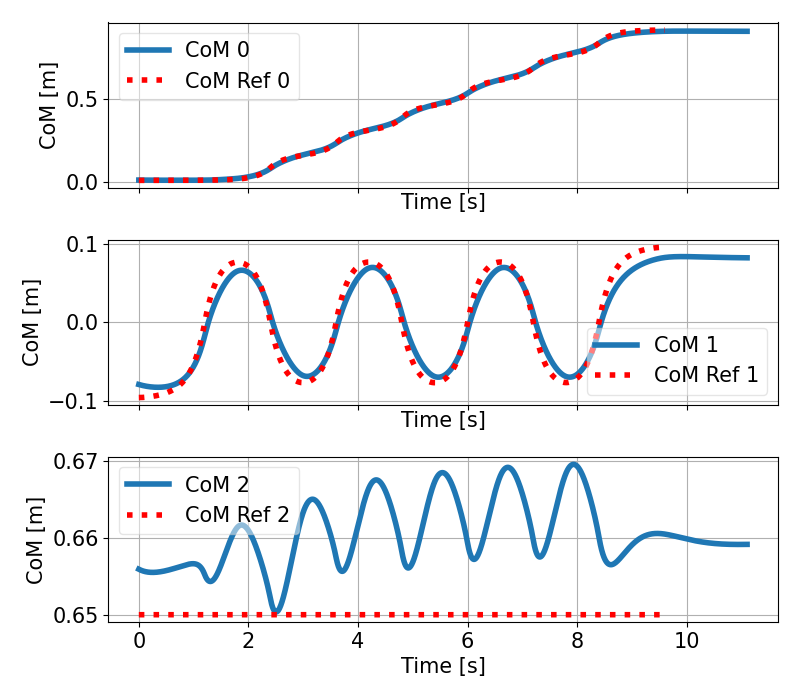 CoM [m]
0.5
0.0
CoM 0
CoM Ref 0
Time [s]
CoM [m]
0.1
0.0
−0.1
CoM 1
CoM Ref 1
Time [s]
CoM [m]
0.67
0.66
0.65
CoM 2
CoM Ref 2
0 2 4 6 8 10
Time [s]